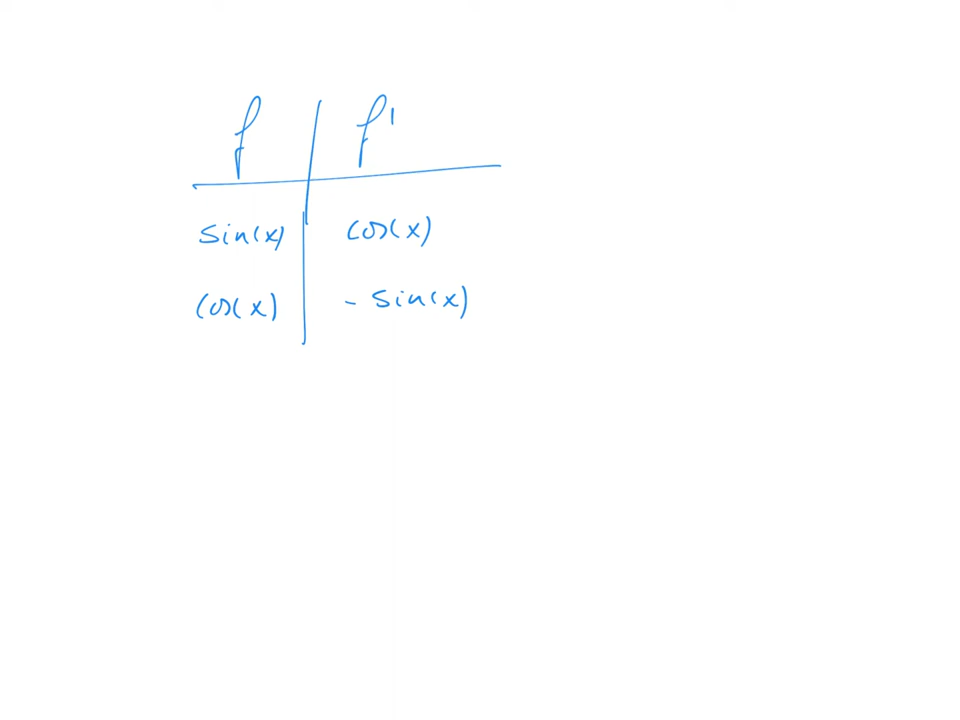 f f'
sin(x) cos(x)
cos(x) - sin(x)